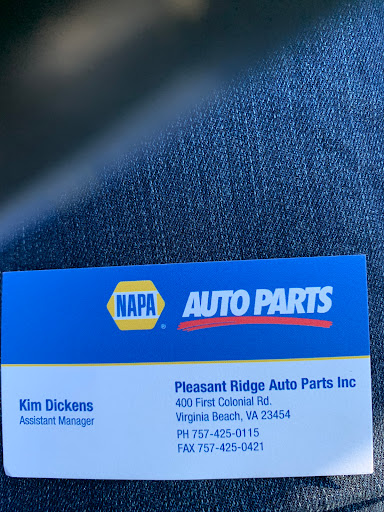 NAPA® AUTO PARTS
Kim Dickens
Assistant Manager
Pleasant Ridge Auto Parts Inc
400 First Colonial Rd.
Virginia Beach, VA 23454
PH 757-425-0115
FAX 757-425-0421